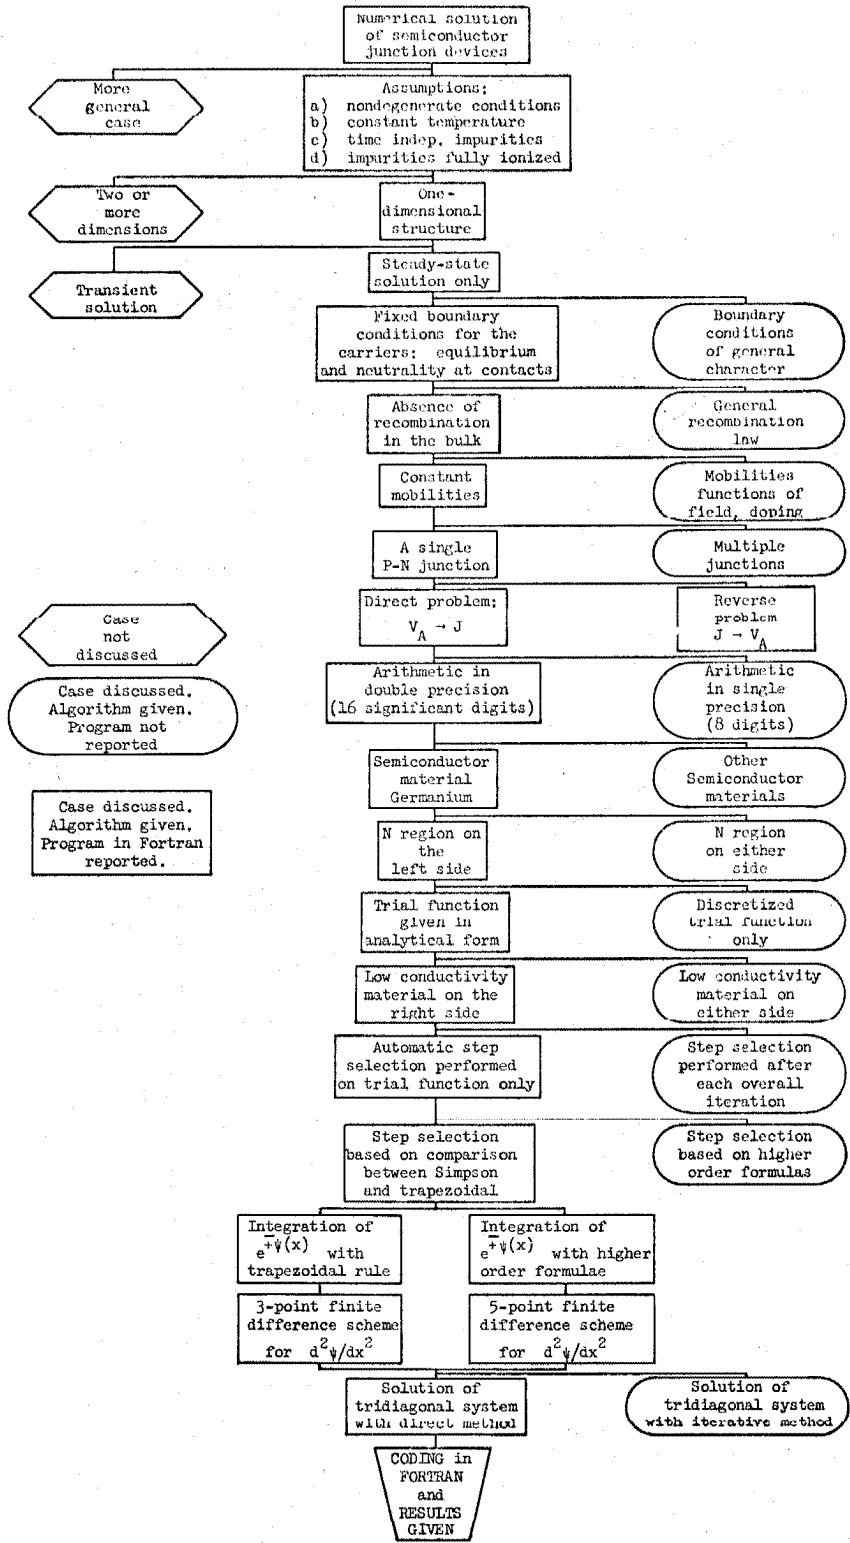 Numerical solution
of semiconductor
junction devices
More
general
case
Assumptions:
a) nondegenerate conditions
b) constant temperature
c) time indep. impurities
d) impurities fully ionized
Two or
more
dimensions
One-
dimensional
structure
Transient
solution
Steady-state
solution only
Fixed boundary
conditions for the
carriers: equilibrium
and neutrality at contacts
Boundary
conditions
of general
character
Absence of
recombination
in the bulk
General
recombination
law
Constant
mobilities
Mobilities
functions of
field, doping
A single
P-N junction
Multiple
junctions
Direct problem:
V_A → J
Reverse
problem
J → V_A
Case
not
discussed
Arithmetic in
double precision
(16 significant digits)
Arithmetic
in single
precision
(8 digits)
Case discussed.
Algorithm given.
Program not
reported
Semiconductor
material
Germanium
Other
Semiconductor
materials
Case discussed.
Algorithm given.
Program in Fortran
reported.
N region on
the
left side
N region
on either
side
Trial function
given in
analytical form
Discretized
trial function
only
Low conductivity
material on the
right side
Low conductivity
material on
either side
Automatic step
selection performed
on trial function only
Step selection
performed after
each overall
iteration
Step selection
based on comparison
between Simpson
and trapezoidal
Step selection
based on higher
order formulas
Integration of
e^∓ψ(x) with
trapezoidal rule
Integration of
e^∓ψ(x) with higher
order formulae
3-point finite
difference scheme
for d²ψ/dx²
5-point finite
difference scheme
for d²ψ/dx²
Solution of
tridiagonal system
with direct method
Solution of
tridiagonal system
with iterative method
CODING in
FORTRAN
and
RESULTS
GIVEN